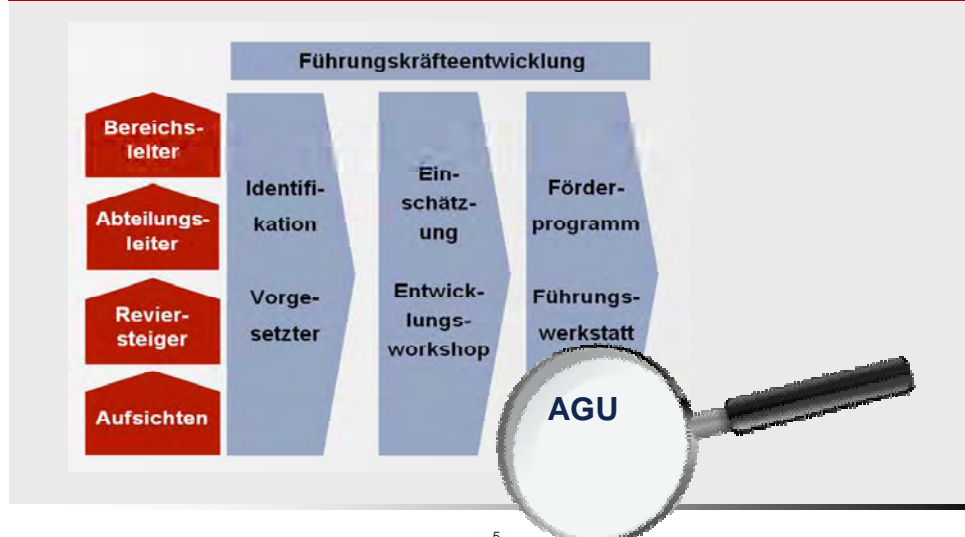 Führungskräfteentwicklung
Bereichs-
leiter
Abteilungs-
leiter
Revier-
steiger
Aufsichten
Identifi-
kation
Vorge-
setzter
Ein-
schätz-
ung
Entwick-
lungs-
workshop
Förder-
programm
Führungs-
werkstatt
AGU
5